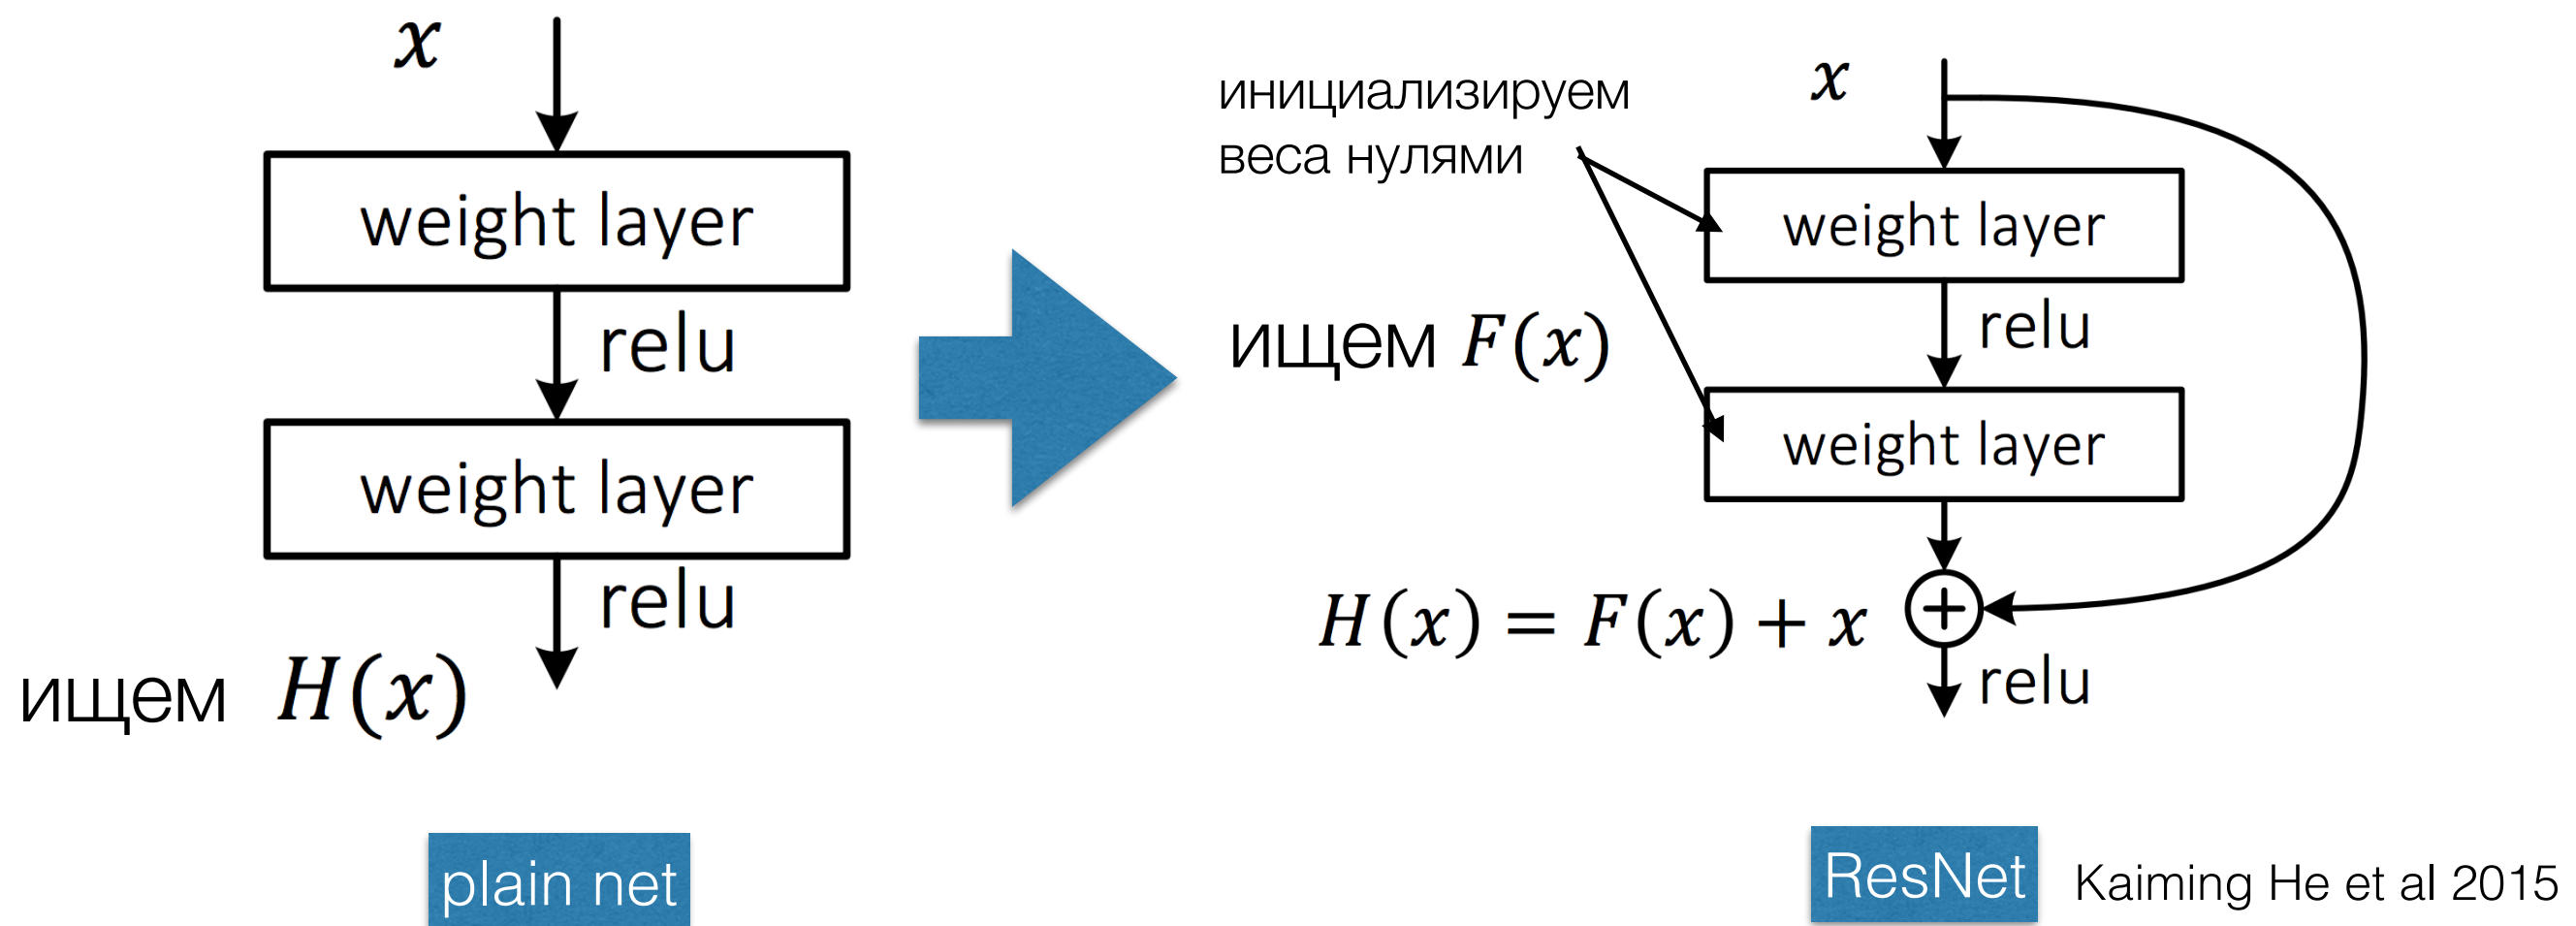 x
weight layer
relu
weight layer
relu
ищем H(x)
plain net
инициализируем
веса нулями
x
weight layer
ищем F(x)
relu
weight layer
H(x) = F(x) + x
+
relu
ResNet
Kaiming He et al 2015